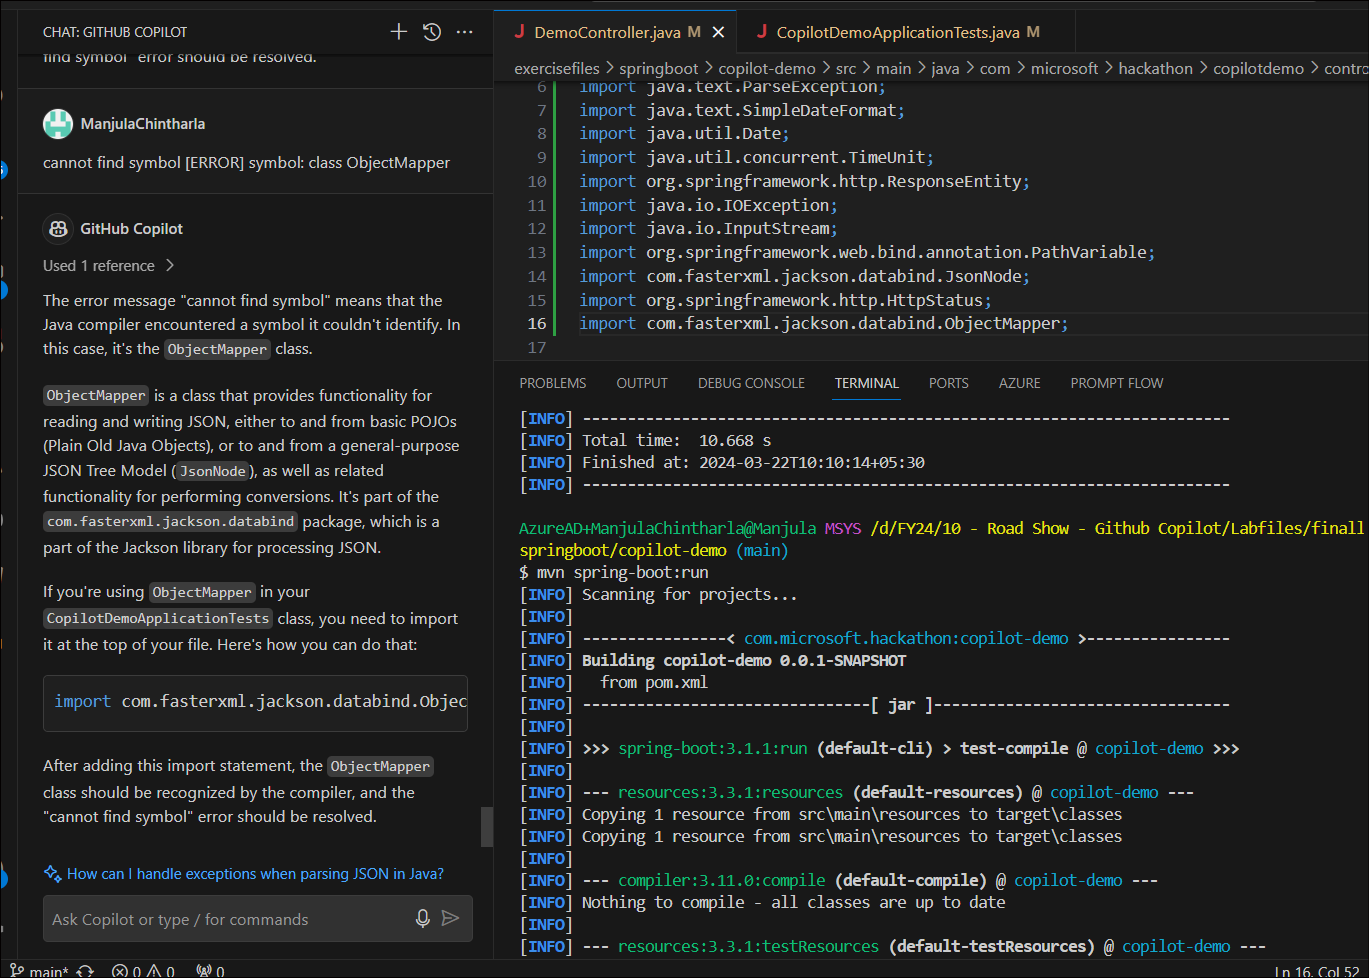 CHAT: GITHUB COPILOT
find symbol" error should be resolved.
ManjulaChintharla
cannot find symbol [ERROR] symbol: class ObjectMapper
GitHub Copilot
Used 1 reference
The error message "cannot find symbol" means that the
Java compiler encountered a symbol it couldn't identify. In
this case, it's the ObjectMapper class.
ObjectMapper is a class that provides functionality for
reading and writing JSON, either to and from basic POJOs
(Plain Old Java Objects), or to and from a general-purpose
JSON Tree Model (JsonNode), as well as related
functionality for performing conversions. It's part of the
com.fasterxml.jackson.databind package, which is a
part of the Jackson library for processing JSON.
If you're using ObjectMapper in your
CopilotDemoApplicationTests class, you need to import
it at the top of your file. Here's how you can do that:
import com.fasterxml.jackson.databind.Objec
After adding this import statement, the ObjectMapper
class should be recognized by the compiler, and the
"cannot find symbol" error should be resolved.
How can I handle exceptions when parsing JSON in Java?
Ask Copilot or type / for commands
DemoController.java M
CopilotDemoApplicationTests.java M
exercisefiles > springboot > copilot-demo > src > main > java > com > microsoft > hackathon > copilotdemo > contro
6 import java.text.ParseException;
7 import java.text.SimpleDateFormat;
8 import java.util.Date;
9 import java.util.concurrent.TimeUnit;
10 import org.springframework.http.ResponseEntity;
11 import java.io.IOException;
12 import java.io.InputStream;
13 import org.springframework.web.bind.annotation.PathVariable;
14 import com.fasterxml.jackson.databind.JsonNode;
15 import org.springframework.http.HttpStatus;
16 import com.fasterxml.jackson.databind.ObjectMapper;
17
PROBLEMS OUTPUT DEBUG CONSOLE TERMINAL PORTS AZURE PROMPT FLOW
[INFO] ------------------------------------------------------------------------
[INFO] Total time:  10.668 s
[INFO] Finished at: 2024-03-22T10:10:14+05:30
[INFO] ------------------------------------------------------------------------
AzureAD+ManjulaChintharla@Manjula MSYS /d/FY24/10 - Road Show - Github Copilot/Labfiles/finall
springboot/copilot-demo (main)
$ mvn spring-boot:run
[INFO] Scanning for projects...
[INFO]
[INFO] ----------------< com.microsoft.hackathon:copilot-demo >----------------
[INFO] Building copilot-demo 0.0.1-SNAPSHOT
[INFO]   from pom.xml
[INFO] --------------------------------[ jar ]---------------------------------
[INFO]
[INFO] >>> spring-boot:3.1.1:run (default-cli) > test-compile @ copilot-demo >>>
[INFO]
[INFO] --- resources:3.3.1:resources (default-resources) @ copilot-demo ---
[INFO] Copying 1 resource from src\main\resources to target\classes
[INFO] Copying 1 resource from src\main\resources to target\classes
[INFO]
[INFO] --- compiler:3.11.0:compile (default-compile) @ copilot-demo ---
[INFO] Nothing to compile - all classes are up to date
[INFO]
[INFO] --- resources:3.3.1:testResources (default-testResources) @ copilot-demo ---
main* 0 0 0
Ln 16, Col 52